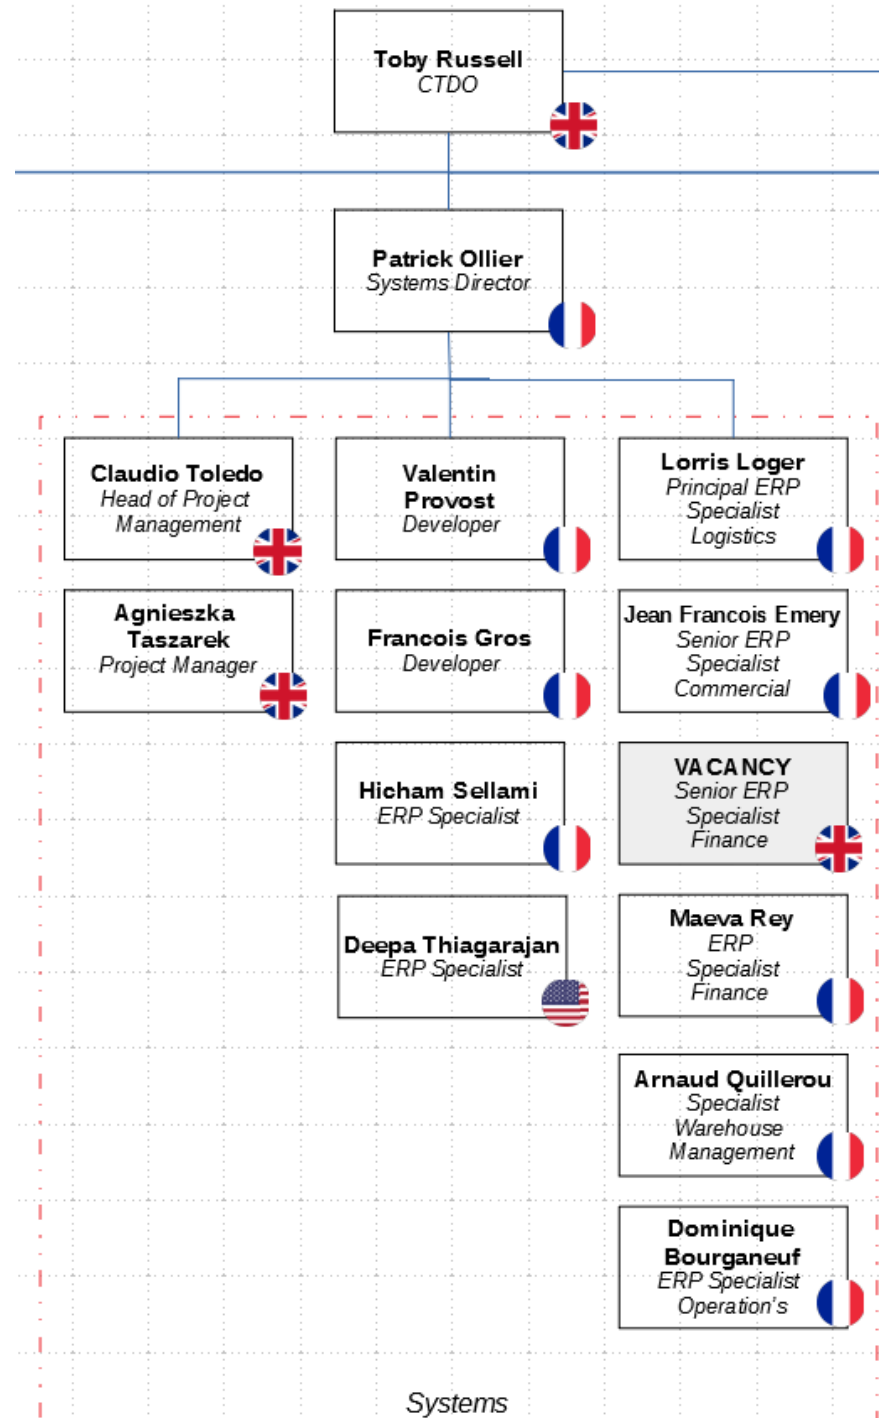 Toby Russell
CTDO
Patrick Ollier
Systems Director
Claudio Toledo
Head of Project
Management
Valentin
Provost
Developer
Lorris Loger
Principal ERP
Specialist
Logistics
Agnieszka
Taszarek
Project Manager
Francois Gros
Developer
Jean Francois Emery
Senior ERP
Specialist
Commercial
Hicham Sellami
ERP Specialist
VACANCY
Senior ERP
Specialist
Finance
Deepa Thiagarajan
ERP Specialist
Maeva Rey
ERP
Specialist
Finance
Arnaud Quillerou
Specialist
Warehouse
Management
Dominique
Bourganeuf
ERP Specialist
Operation's
Systems